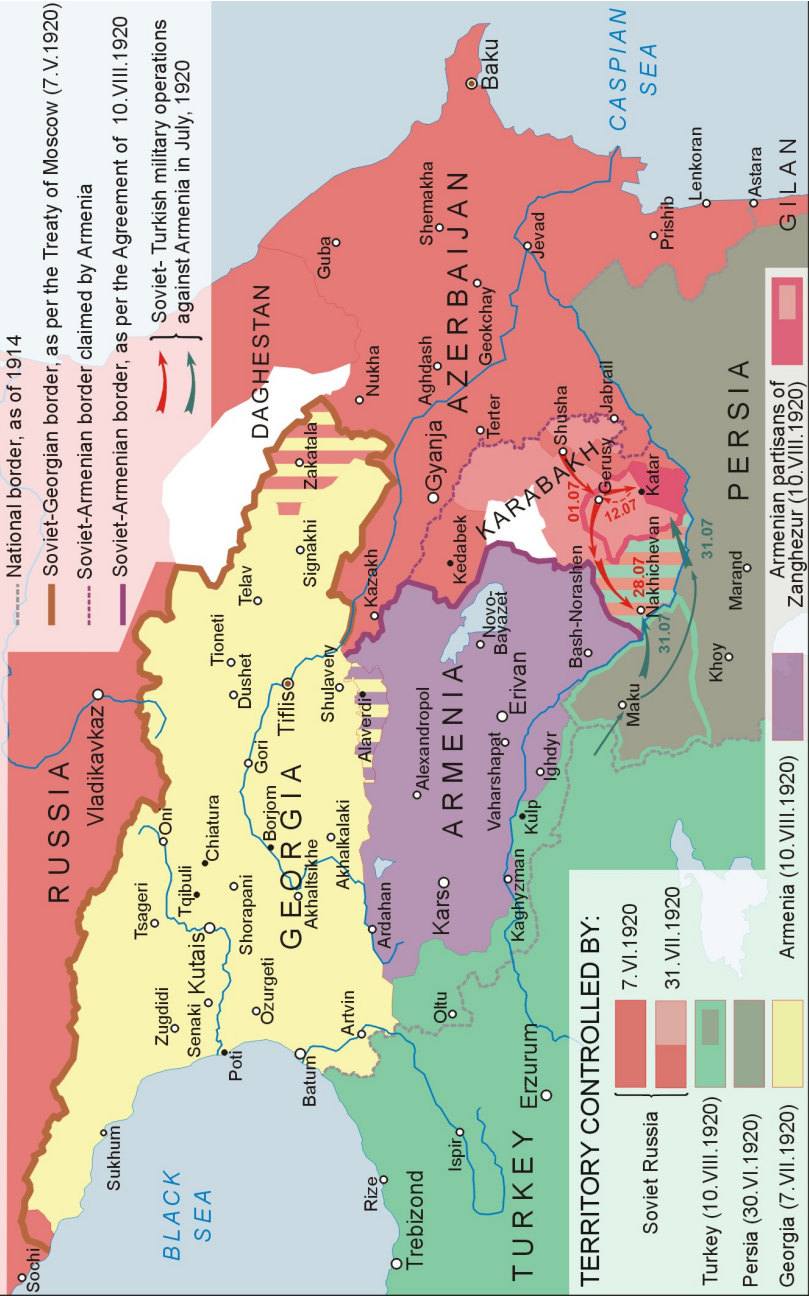 National border, as of 1914
Soviet-Georgian border, as per the Treaty of Moscow (7.V.1920)
Soviet-Armenian border claimed by Armenia
Soviet-Armenian border, as per the Agreement of 10.VIII.1920
Soviet- Turkish military operations
against Armenia in July, 1920
Sochi
RUSSIA
Vladikavkaz
Sukhum
BLACK
SEA
Tsageri
Oni
Zugdidi
Tqibuli
Chiatura
Senaki
Kutais
Shorapani
Poti
Ozurgeti
GEORGIA
Gori
Borjom
Akhaltsikhe
Akhalkalaki
Batum
Artvin
Ardahan
Dushet
Tioneti
Telav
Tiflis
Signakhi
Zakatala
Shulavery
Alaverdi
DAGHESTAN
Nukha
Guba
Kazakh
AZERBAIJAN
Shemakha
Baku
Aghdash
Geokchay
Gyanja
Terter
Kedabek
Jevad
CASPIAN
SEA
Prishib
Lenkoran
Astara
GILAN
KARABAKH
Shusha
Jabrail
Gerusy
Katar
01.07
12.07
28.07
Nakhichevan
31.07
31.07
ARMENIA
Alexandropol
Novo-
Bayazet
Erivan
Vaharshapat
Bash-Norashen
Kars
Kaghyzman
Kulp
Ighdyr
Oltu
Maku
Khoy
Marand
PERSIA
Rize
Trebizond
Ispir
Erzurum
TURKEY
TERRITORY CONTROLLED BY:
Soviet Russia
7.VI.1920
31.VII.1920
Turkey (10.VIII.1920)
Persia (30.VI.1920)
Georgia (7.VII.1920)
Armenia (10.VIII.1920)
Armenian partisans of
Zanghezur (10.VIII.1920)